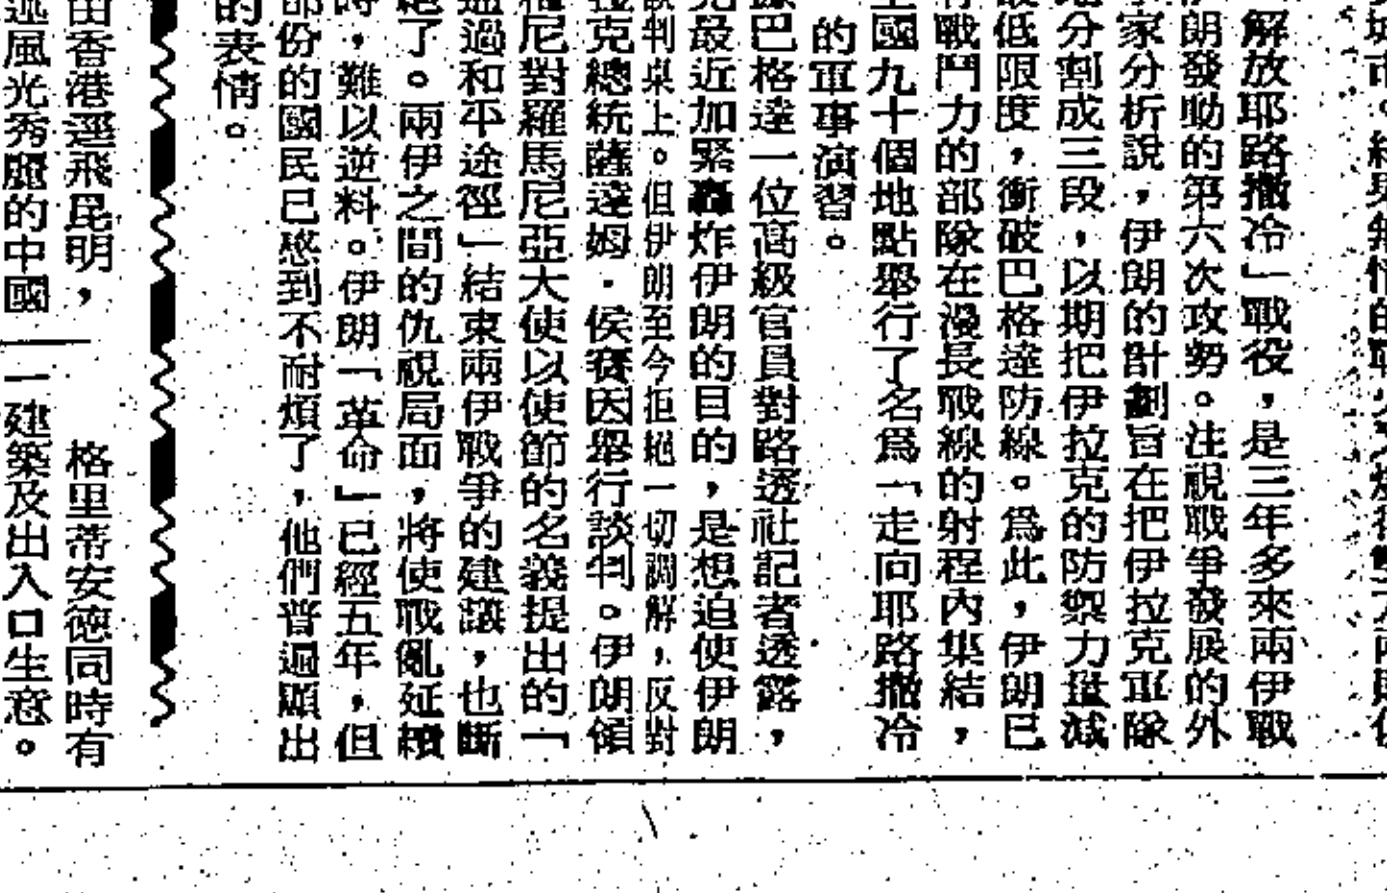 解放耶路撒冷」戰役，是三年多來兩伊戰
朗發動的第六次攻勢。注視戰爭發展的外
家分析說，伊朗的計劃旨在把伊拉克軍隊
分割成三段，以期把伊拉克的防禦力量減
低限度，衝破巴格達防線。爲此，伊朗已
戰鬥力的部隊在漫長戰線的射程內集結，
國九十個地點舉行了名爲「走向耶路撒冷
的軍事演習。
巴格達一位高級官員對路透社記者透露，
最近加緊轟炸伊朗的目的，是想迫使伊朗
判桌上。但伊朗至今拒絕一切調解，反對
克總統薩達姆·侯賽因舉行談判。伊朗領
尼對羅馬尼亞大使以使節的名義提出的「
過和平途徑」結束兩伊戰爭的建議，也斷
了。兩伊之間的仇視局面，將使戰亂延續
時，難以逆料。伊朗「革命」已經五年，但
部份的國民已感到不耐煩了，他們普遍顯出
的表情。
由香港逕飛昆明，
風光秀麗的中國
格里蒂安德同時有
一建築及出入口生意。